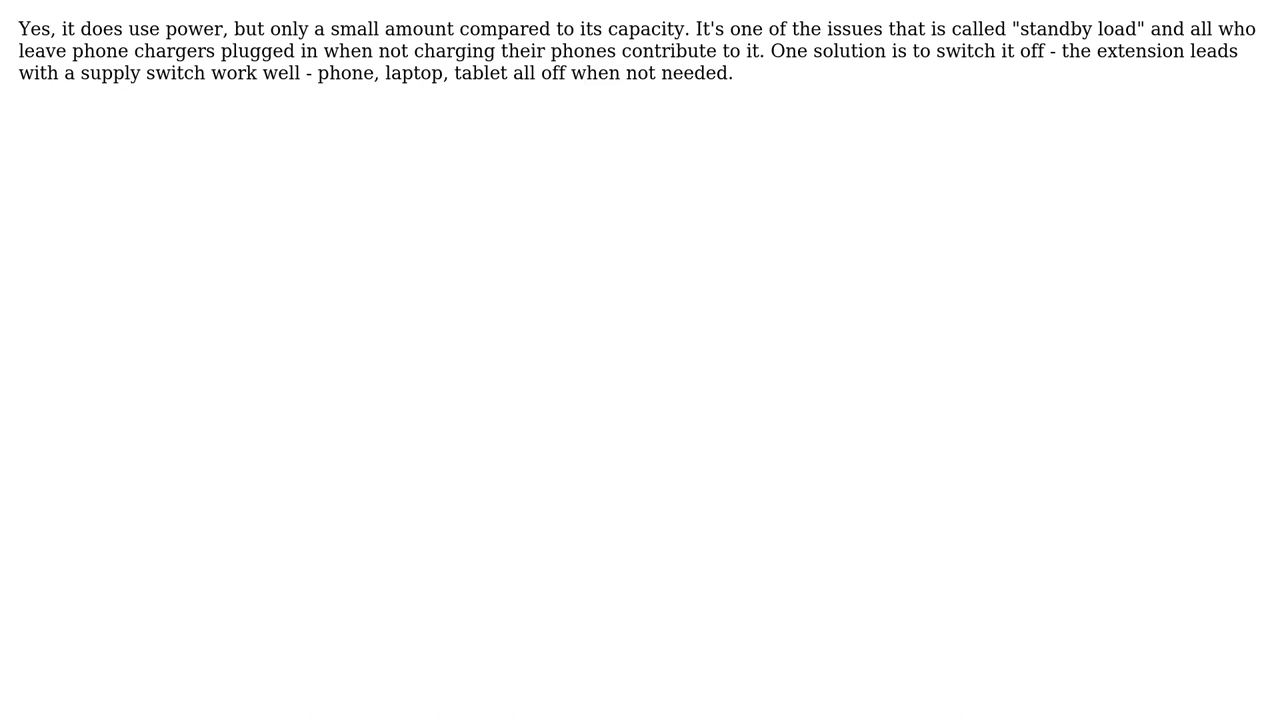 Yes, it does use power, but only a small amount compared to its capacity. It's one of the issues that is called "standby load" and all who
leave phone chargers plugged in when not charging their phones contribute to it. One solution is to switch it off - the extension leads
with a supply switch work well - phone, laptop, tablet all off when not needed.